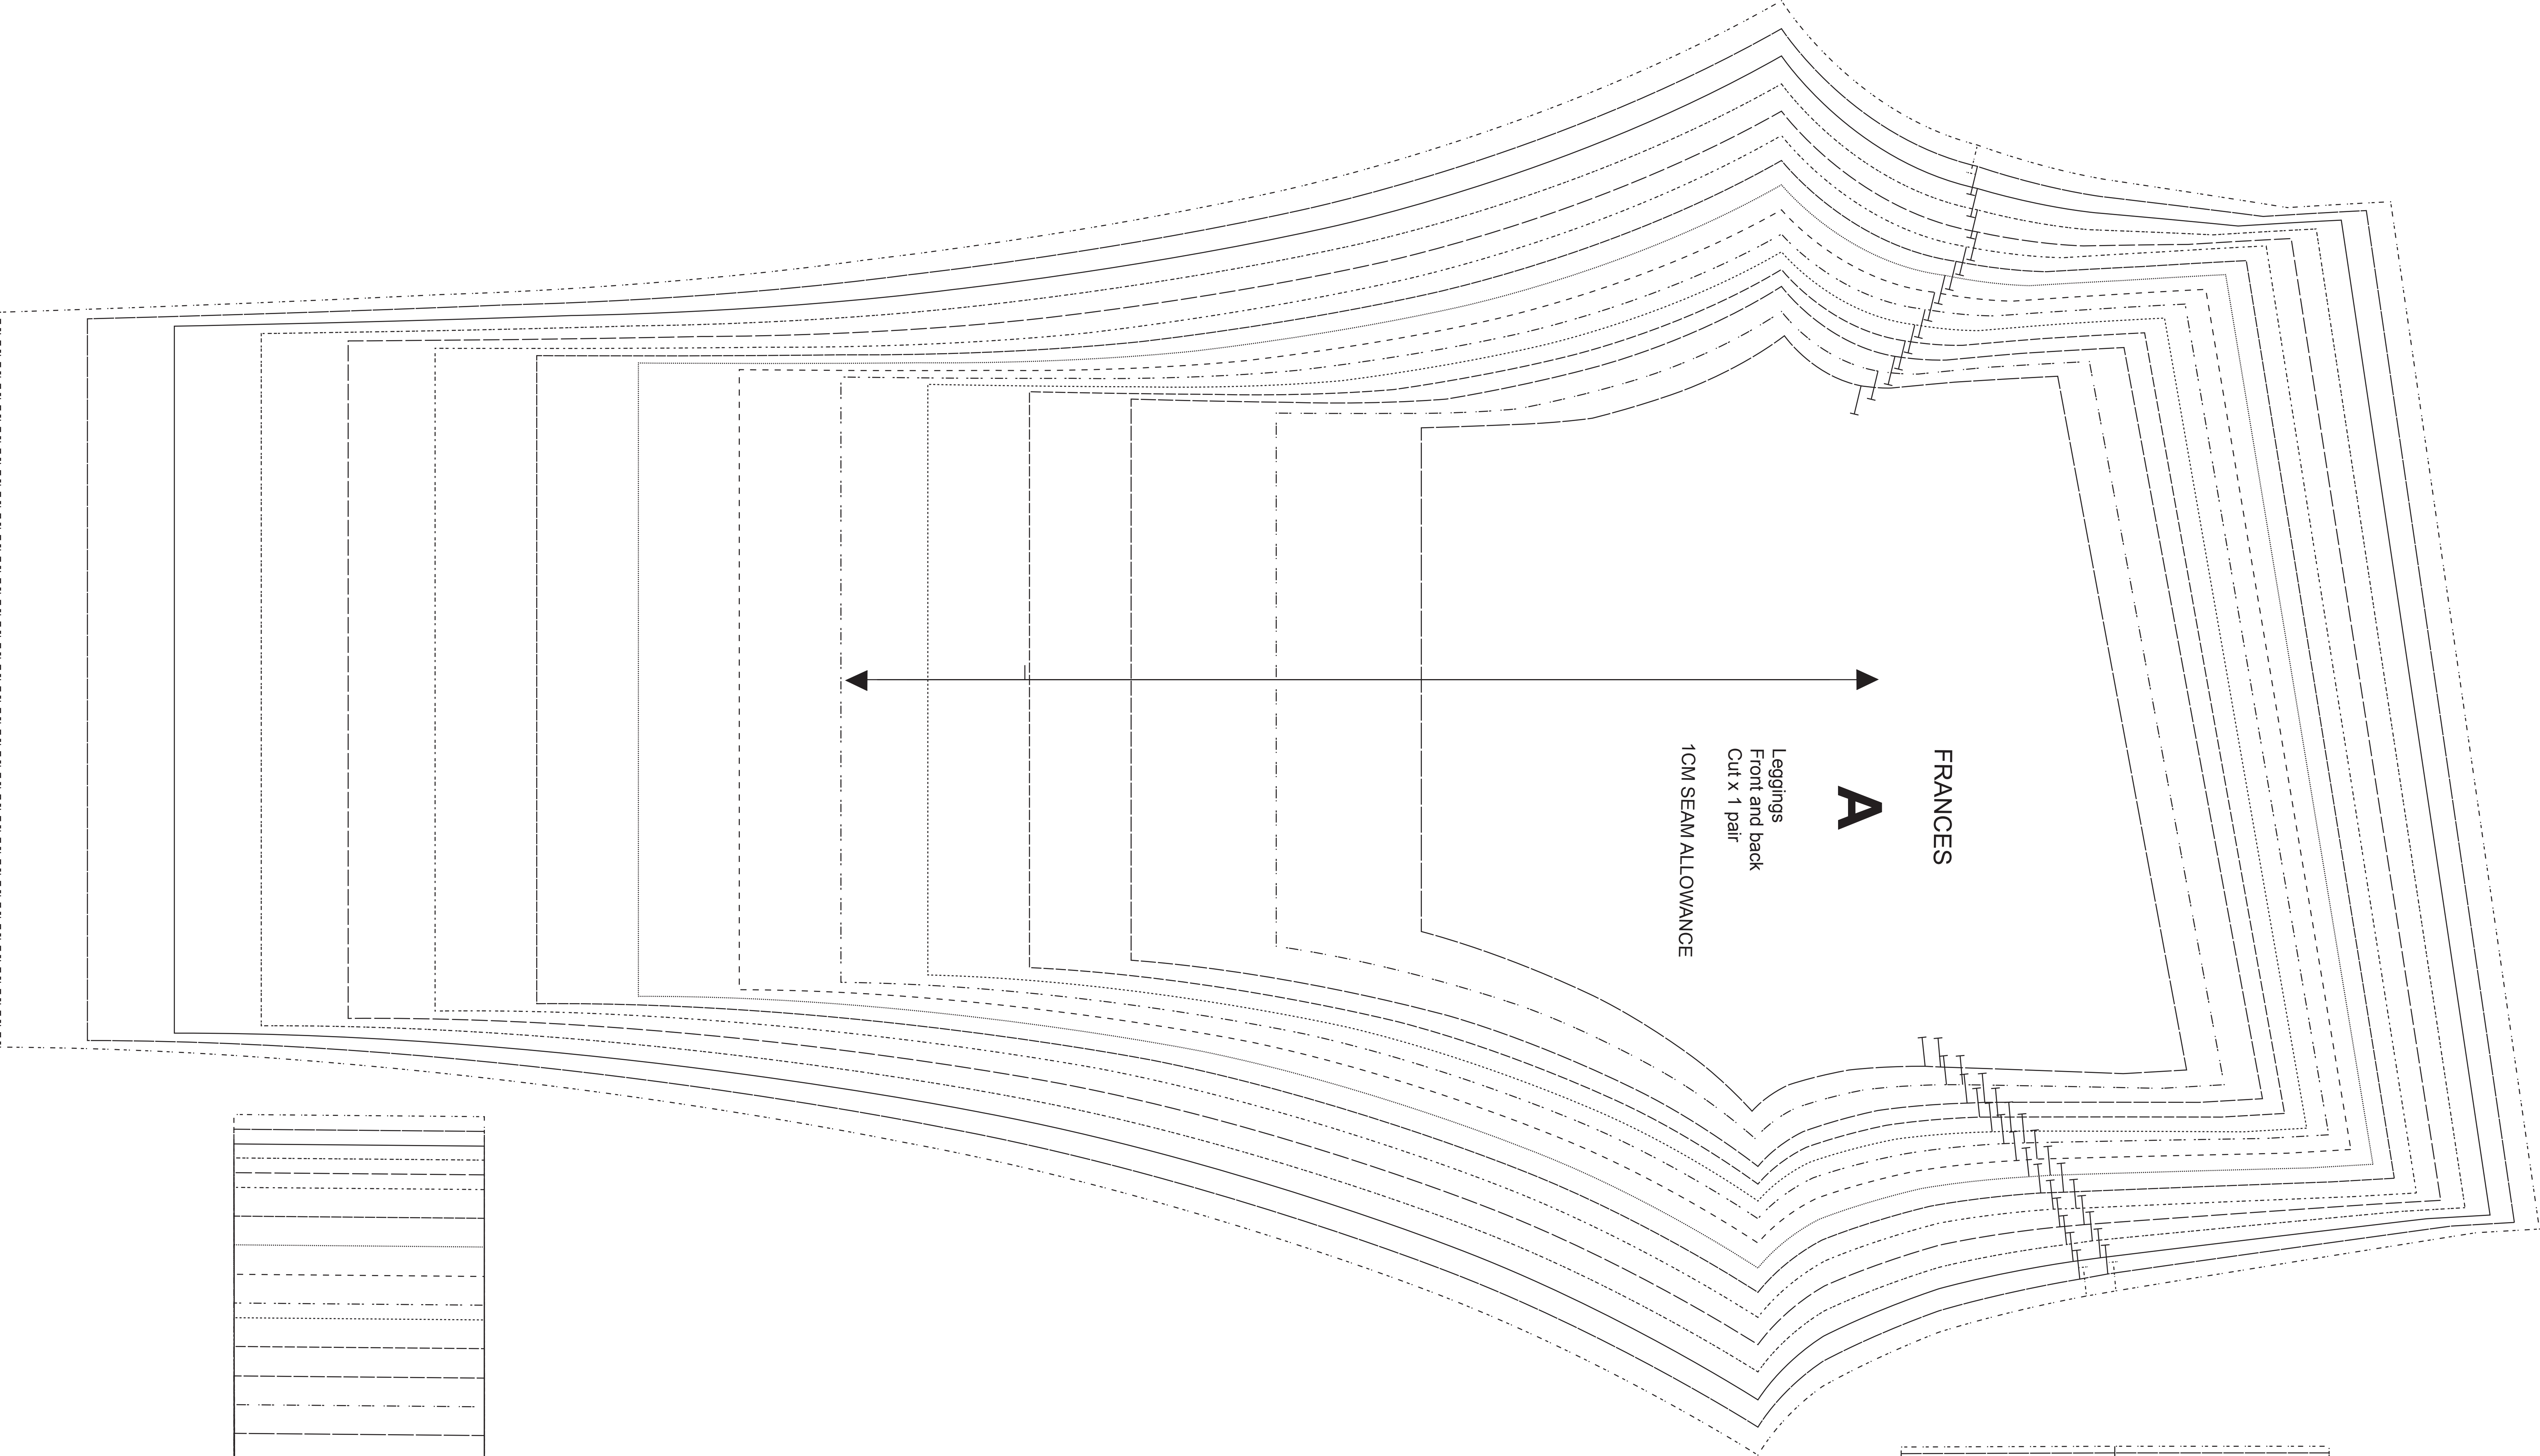 FRANCES
A
Leggings
Front and back
Cut x 1 pair
1CM SEAM ALLOWANCE